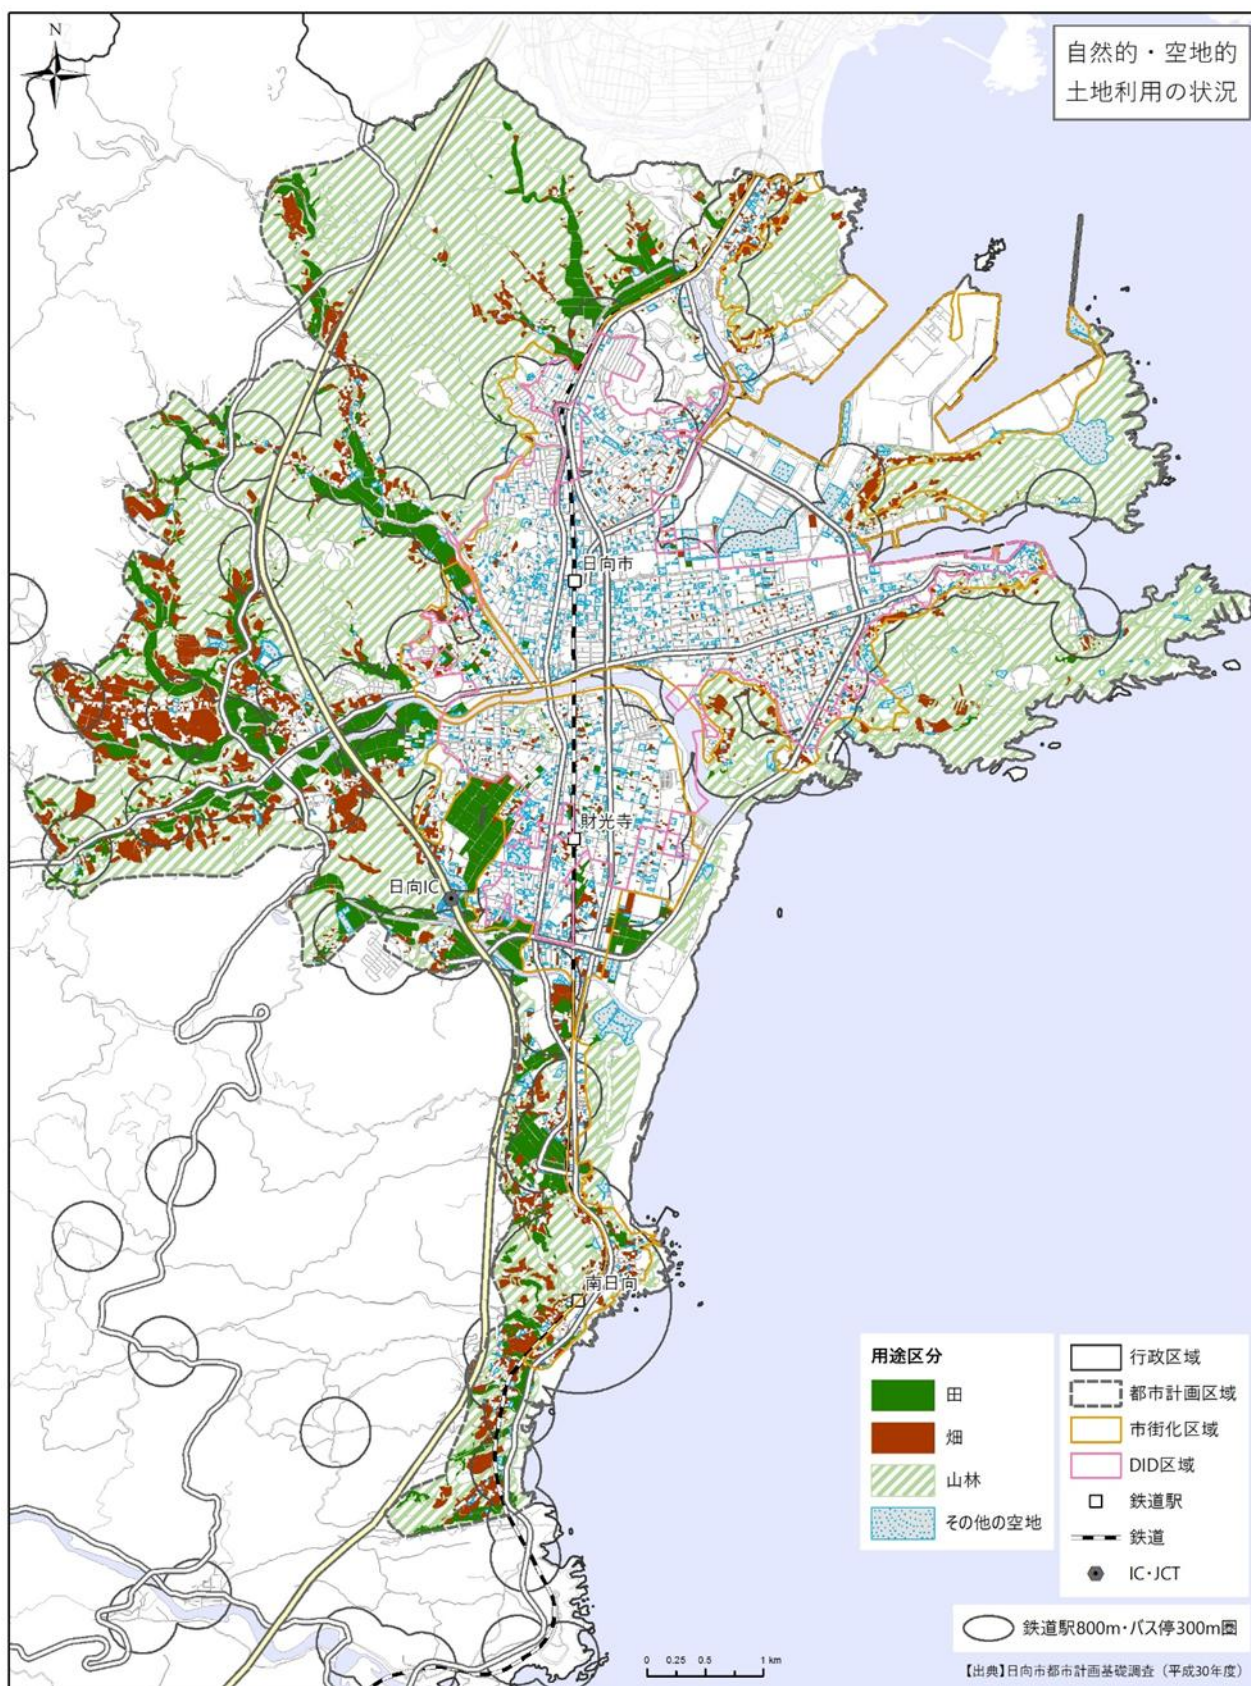 N
自然的・空地的
土地利用の状況
日向市
財光寺
日向IC
南日向
用途区分
田
畑
山林
その他の空地
行政区域
都市計画区域
市街化区域
DID区域
鉄道駅
鉄道
IC・JCT
鉄道駅800m・バス停300m圏
0 0.25 0.5 1 km
【出典】日向市都市計画基礎調査（平成30年度）